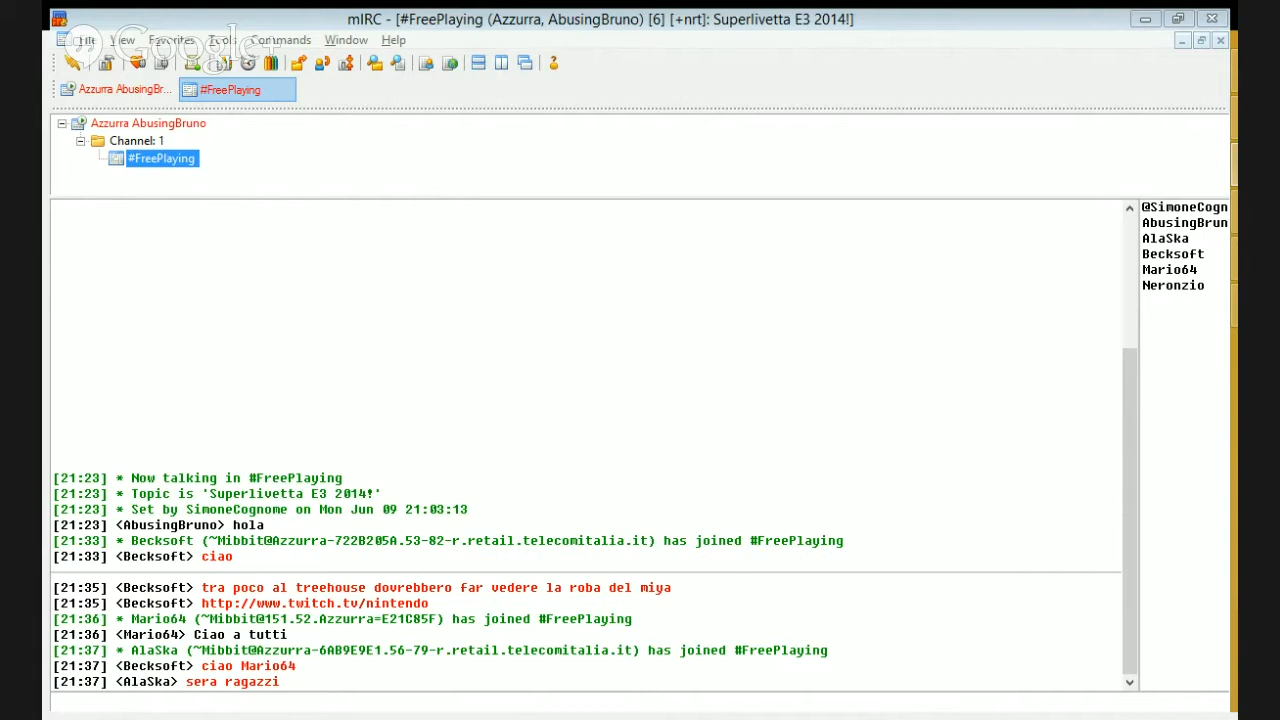 mIRC - [#FreePlaying (Azzurra, AbusingBruno) [6] [+nrt]: Superlivetta E3 2014!]
File View Favorites Tools Commands Window Help
Google+
Azzurra AbusingBr... #FreePlaying
Azzurra AbusingBruno
Channel: 1
#FreePlaying
@SimoneCogn
AbusingBrun
AlaSka
Becksoft
Mario64
Neronzio
[21:23] * Now talking in #FreePlaying
[21:23] * Topic is 'Superlivetta E3 2014!'
[21:23] * Set by SimoneCognome on Mon Jun 09 21:03:13
[21:23] <AbusingBruno> hola
[21:33] * Becksoft (~Mibbit@Azzurra-722B205A.53-82-r.retail.telecomitalia.it) has joined #FreePlaying
[21:33] <Becksoft> ciao
[21:35] <Becksoft> tra poco al treehouse dovrebbero far vedere la roba del miya
[21:35] <Becksoft> http://www.twitch.tv/nintendo
[21:36] * Mario64 (~Mibbit@151.52.Azzurra=E21C85F) has joined #FreePlaying
[21:36] <Mario64> Ciao a tutti
[21:37] * AlaSka (~Mibbit@Azzurra-6AB9E9E1.56-79-r.retail.telecomitalia.it) has joined #FreePlaying
[21:37] <Becksoft> ciao Mario64
[21:37] <AlaSka> sera ragazzi